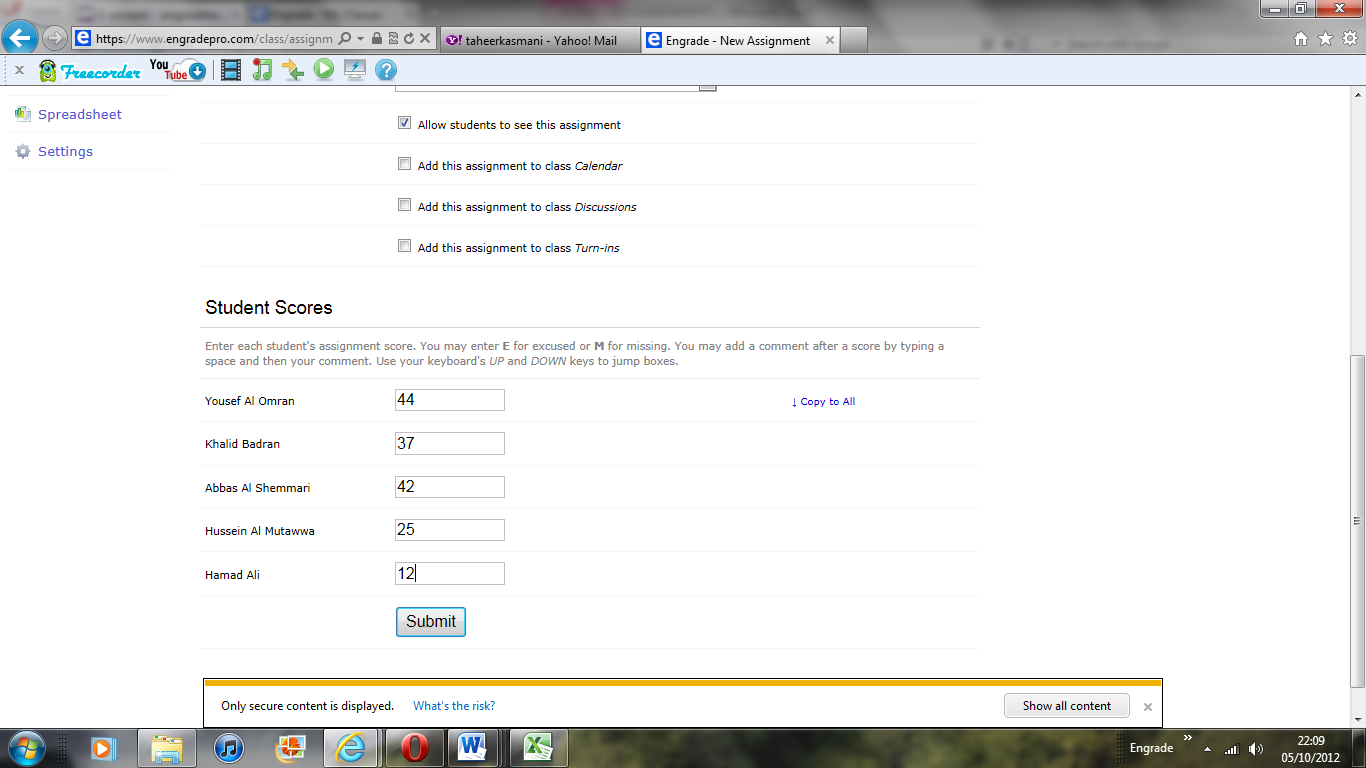 https://www.engradepro.com/class/assignm
taheerkasmani - Yahoo! Mail
Engrade - New Assignment
Freecorder
You
Tube
Spreadsheet
Settings
Allow students to see this assignment
Add this assignment to class Calendar
Add this assignment to class Discussions
Add this assignment to class Turn-ins
Student Scores
Enter each student's assignment score. You may enter E for excused or M for missing. You may add a comment after a score by typing a
space and then your comment. Use your keyboard's UP and DOWN keys to jump boxes.
Yousef Al Omran 44 ↓ Copy to All
Khalid Badran 37
Abbas Al Shemmari 42
Hussein Al Mutawwa 25
Hamad Ali 12
Submit
Only secure content is displayed. What's the risk? Show all content
Engrade
22:09
05/10/2012